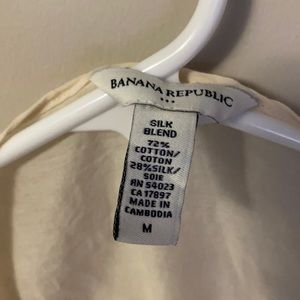 BANANA REPUBLIC
SILK
BLEND
72%
COTTON/
COTON
28%SILK/
SOIE
RN 54023
CA 17897
MADE IN
CAMBODIA
M